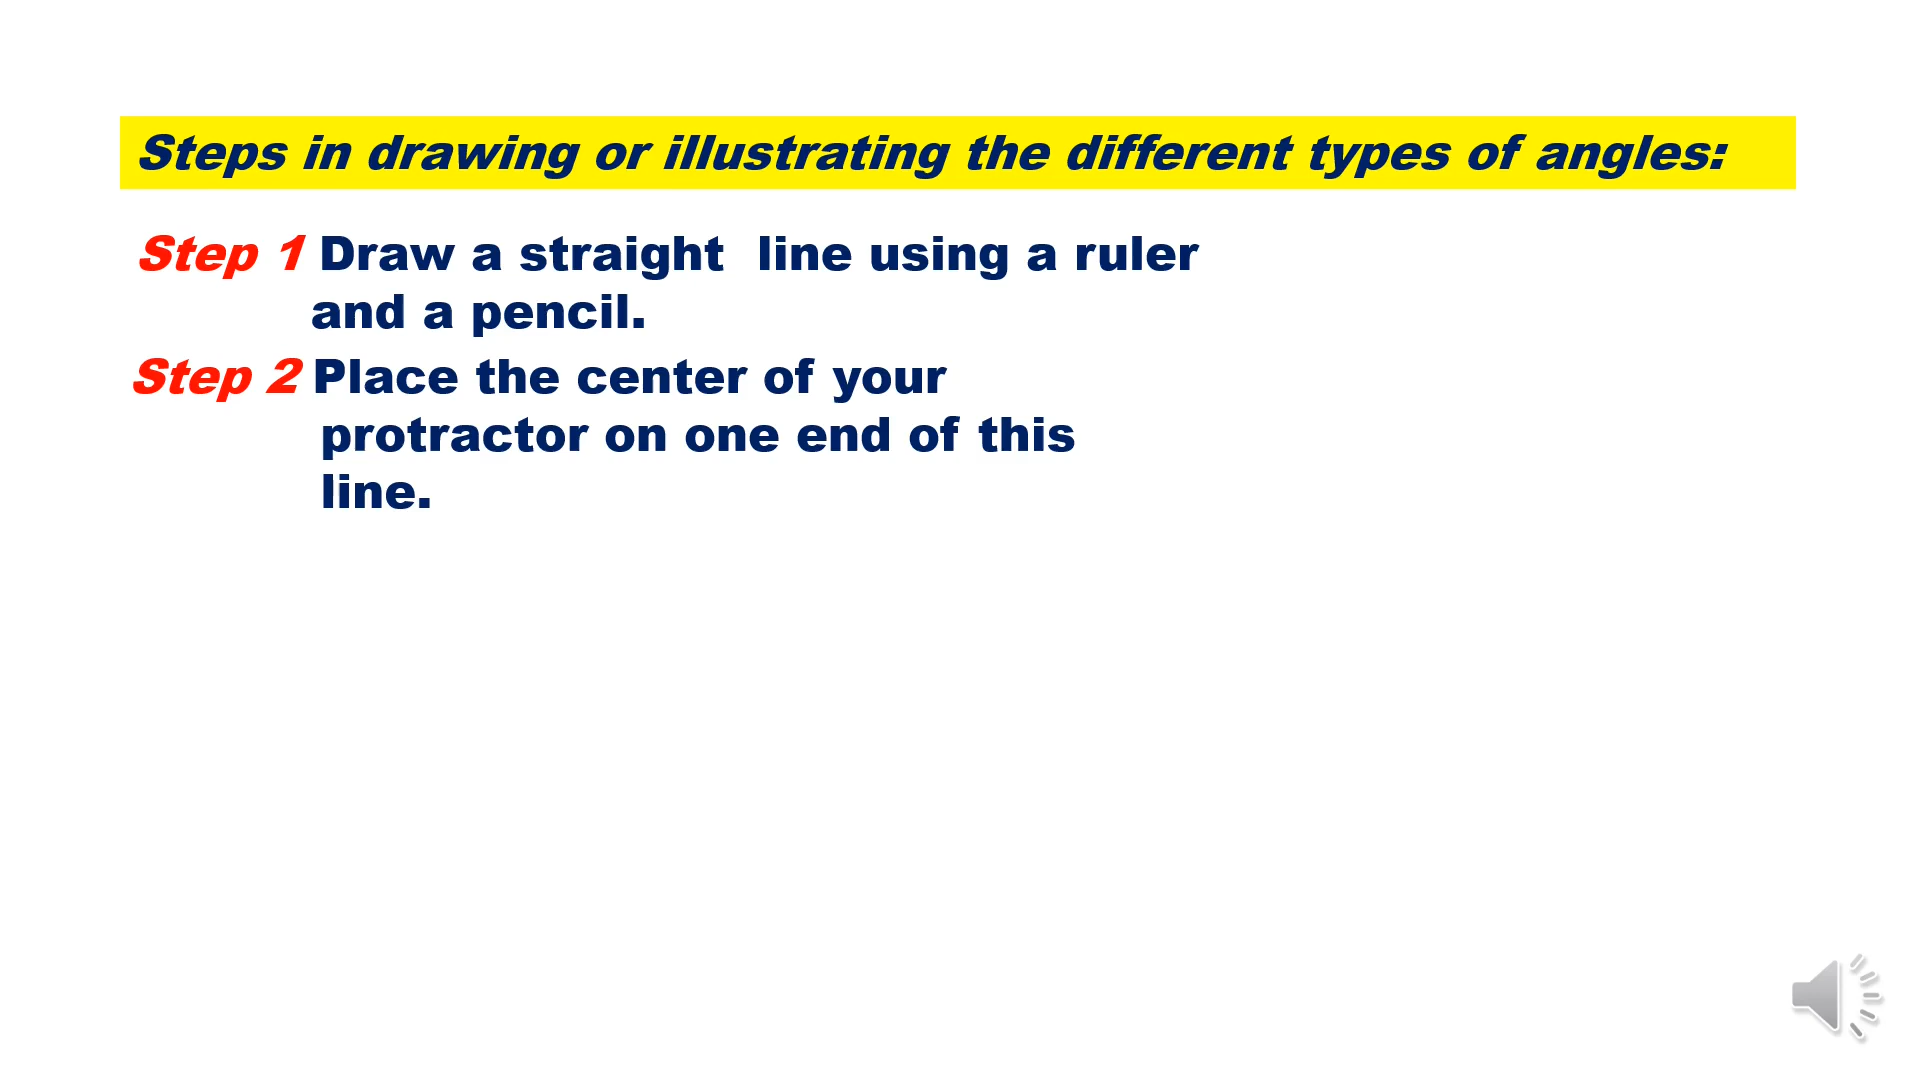 Steps in drawing or illustrating the different types of angles:
Step 1 Draw a straight  line using a ruler
and a pencil.
Step 2 Place the center of your
protractor on one end of this
line.